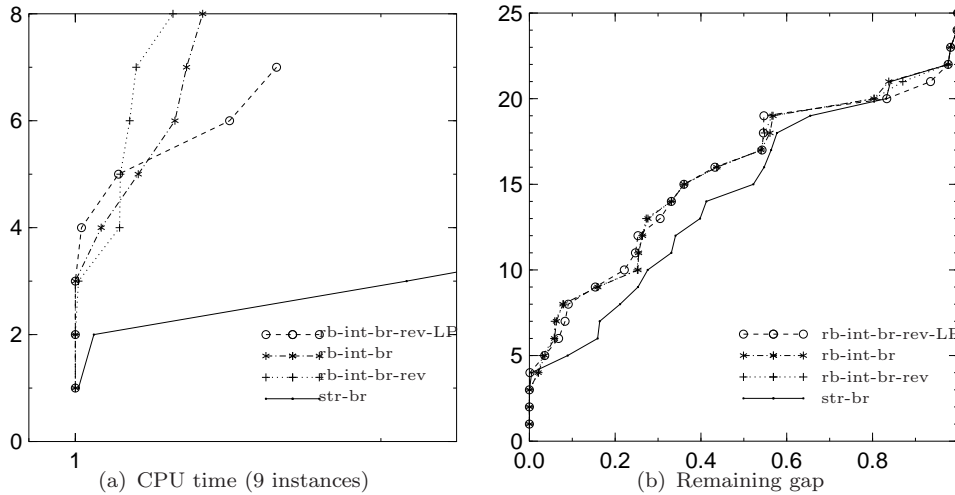 8
6
4
2
0
1
rb-int-br-rev-LP
rb-int-br
rb-int-br-rev
str-br
(a) CPU time (9 instances)
25
20
15
10
5
0
0.0
0.2
0.4
0.6
0.8
rb-int-br-rev-LP
rb-int-br
rb-int-br-rev
str-br
(b) Remaining gap